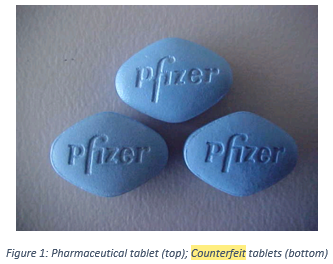 Pfizer
Pfizer Pfizer
Figure 1: Pharmaceutical tablet (top); Counterfeit tablets (bottom)